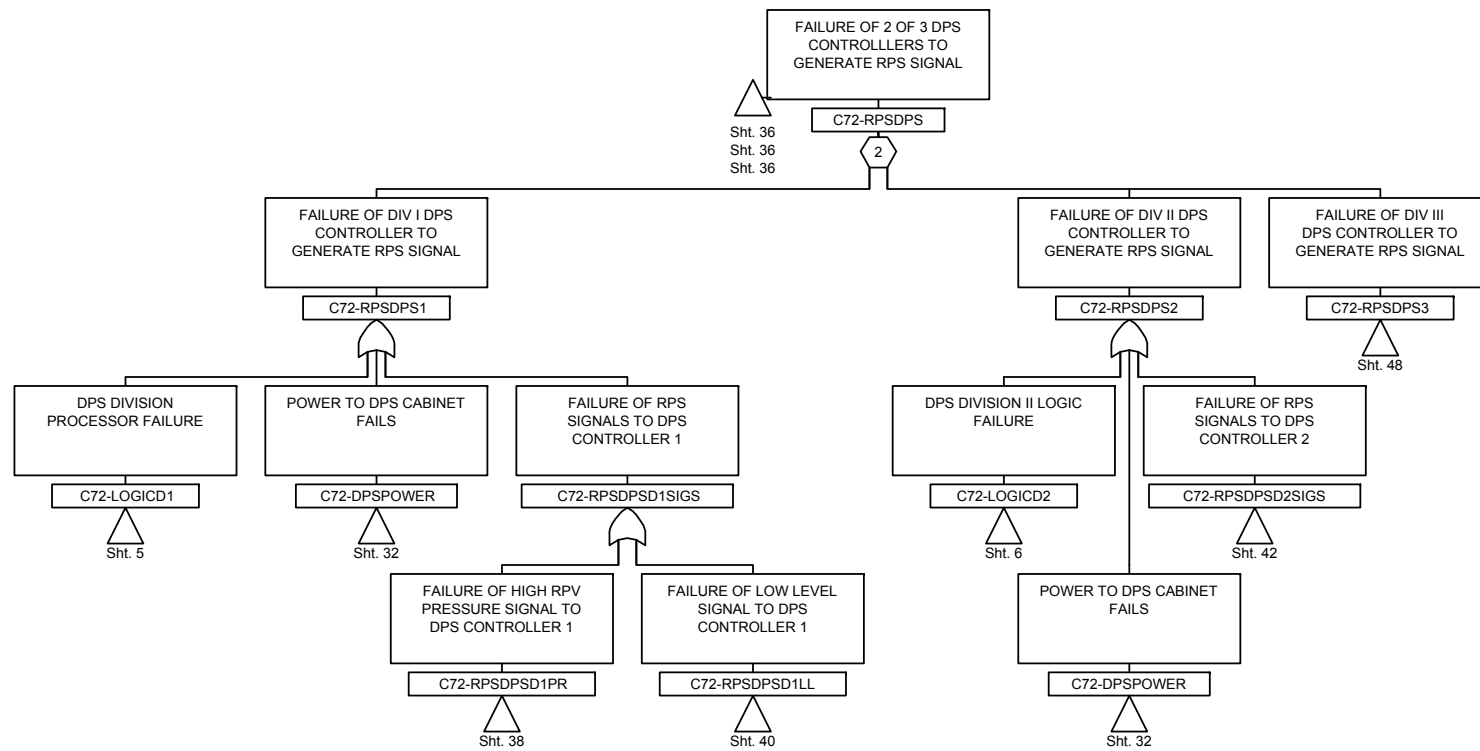 FAILURE OF 2 OF 3 DPS
CONTROLLLERS TO
GENERATE RPS SIGNAL
C72-RPSDPS
Sht. 36
Sht. 36
Sht. 36
2
FAILURE OF DIV I DPS
CONTROLLER TO
GENERATE RPS SIGNAL
C72-RPSDPS1
FAILURE OF DIV II DPS
CONTROLLER TO
GENERATE RPS SIGNAL
C72-RPSDPS2
FAILURE OF DIV III
DPS CONTROLLER TO
GENERATE RPS SIGNAL
C72-RPSDPS3
Sht. 48
DPS DIVISION
PROCESSOR FAILURE
C72-LOGICD1
Sht. 5
POWER TO DPS CABINET
FAILS
C72-DPSPOWER
Sht. 32
FAILURE OF RPS
SIGNALS TO DPS
CONTROLLER 1
C72-RPSDPSD1SIGS
DPS DIVISION II LOGIC
FAILURE
C72-LOGICD2
Sht. 6
FAILURE OF RPS
SIGNALS TO DPS
CONTROLLER 2
C72-RPSDPSD2SIGS
Sht. 42
FAILURE OF HIGH RPV
PRESSURE SIGNAL TO
DPS CONTROLLER 1
C72-RPSDPSD1PR
Sht. 38
FAILURE OF LOW LEVEL
SIGNAL TO DPS
CONTROLLER 1
C72-RPSDPSD1LL
Sht. 40
POWER TO DPS CABINET
FAILS
C72-DPSPOWER
Sht. 32